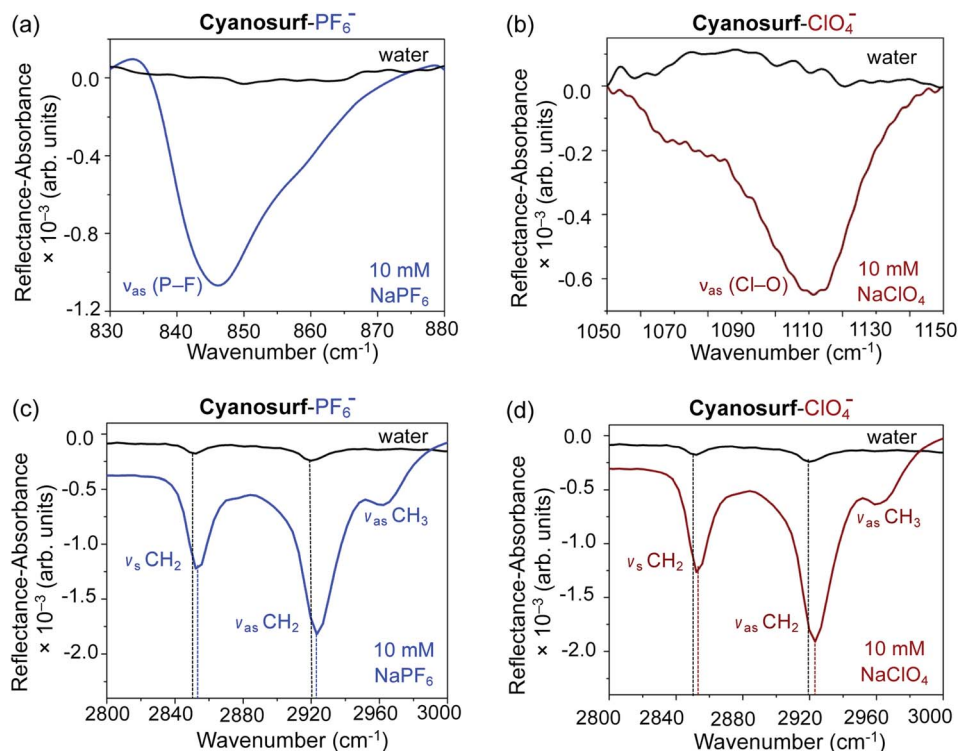 (a)
Cyanosurf-PF₆⁻
water
0.0
-0.4
-0.8
-1.2
Reflectance-Absorbance
× 10⁻³ (arb. units)
νas (P–F)
10 mM
NaPF₆
830 840 850 860 870 880
Wavenumber (cm⁻¹)
(b)
Cyanosurf-ClO₄⁻
water
0.0
-0.2
-0.4
-0.6
Reflectance-Absorbance
× 10⁻³ (arb. units)
νas (Cl–O)
10 mM
NaClO₄
1050 1070 1090 1110 1130 1150
Wavenumber (cm⁻¹)
(c)
Cyanosurf-PF₆⁻
water
0.0
-0.5
-1.0
-1.5
-2.0
Reflectance-Absorbance
× 10⁻³ (arb. units)
νas CH₃
νs CH₂
νas CH₂
10 mM
NaPF₆
2800 2840 2880 2920 2960 3000
Wavenumber (cm⁻¹)
(d)
Cyanosurf-ClO₄⁻
water
0.0
-0.5
-1.0
-1.5
-2.0
Reflectance-Absorbance
× 10⁻³ (arb. units)
νas CH₃
νs CH₂
νas CH₂
10 mM
NaClO₄
2800 2840 2880 2920 2960 3000
Wavenumber (cm⁻¹)